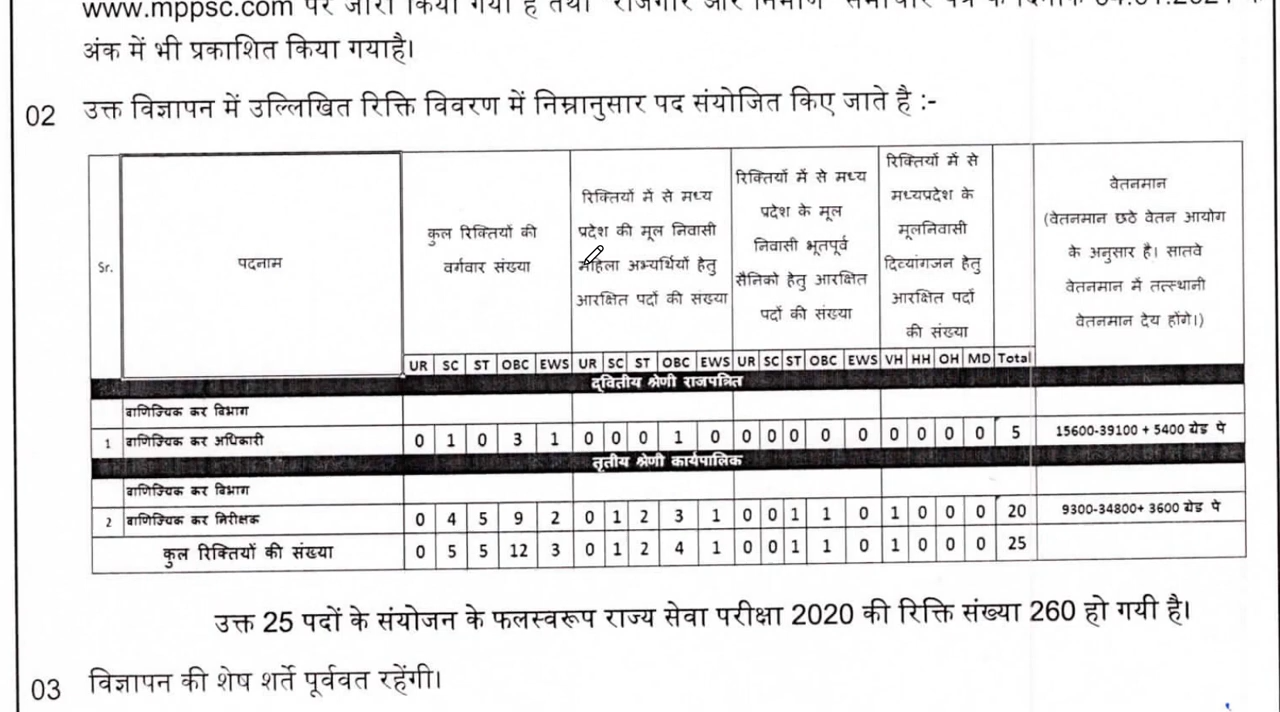 www.mppsc.com पर जारी किया गया है तथा
अंक में भी प्रकाशित किया गयाहै।
02 उक्त विज्ञापन में उल्लिखित रिक्ति विवरण में निम्नानुसार पद संयोजित किए जाते है :-
Sr.
पदनाम
कुल रिक्तियों की
वर्गवार संख्या
रिक्तियों में से मध्य
प्रदेश की मूल निवासी
महिला अभ्यर्थियों हेतु
आरक्षित पदों की संख्या
रिक्तियों में से मध्य
प्रदेश के मूल
निवासी भूतपूर्व
सैनिको हेतु आरक्षित
पदों की संख्या
रिक्तियों में से
मध्यप्रदेश के
मूलनिवासी
दिव्यांगजन हेतु
आरक्षित पदों
की संख्या
वेतनमान
(वेतनमान छठे वेतन आयोग
के अनुसार है। सातवे
वेतनमान में तत्स्थानी
वेतनमान देय होंगे।)
UR SC ST OBC EWS UR SC ST OBC EWS UR SC ST OBC EWS VH HH OH MD Total
द्वितीय श्रेणी राजपत्रित
वाणिज्यिक कर विभाग
1 वाणिज्यिक कर अधिकारी 0 1 0 3 1 0 0 0 1 0 0 0 0 0 0 0 0 0 0 5 15600-39100 + 5400 ग्रेड पे
तृतीय श्रेणी कार्यपालिक
वाणिज्यिक कर विभाग
2 वाणिज्यिक कर निरीक्षक 0 4 5 9 2 0 1 2 3 1 0 0 1 1 0 1 0 0 0 20 9300-34800+ 3600 ग्रेड पे
कुल रिक्तियों की संख्या 0 5 5 12 3 0 1 2 4 1 0 0 1 1 0 1 0 0 0 25
उक्त 25 पदों के संयोजन के फलस्वरूप राज्य सेवा परीक्षा 2020 की रिक्ति संख्या 260 हो गयी है।
03 विज्ञापन की शेष शर्ते पूर्ववत रहेंगी।